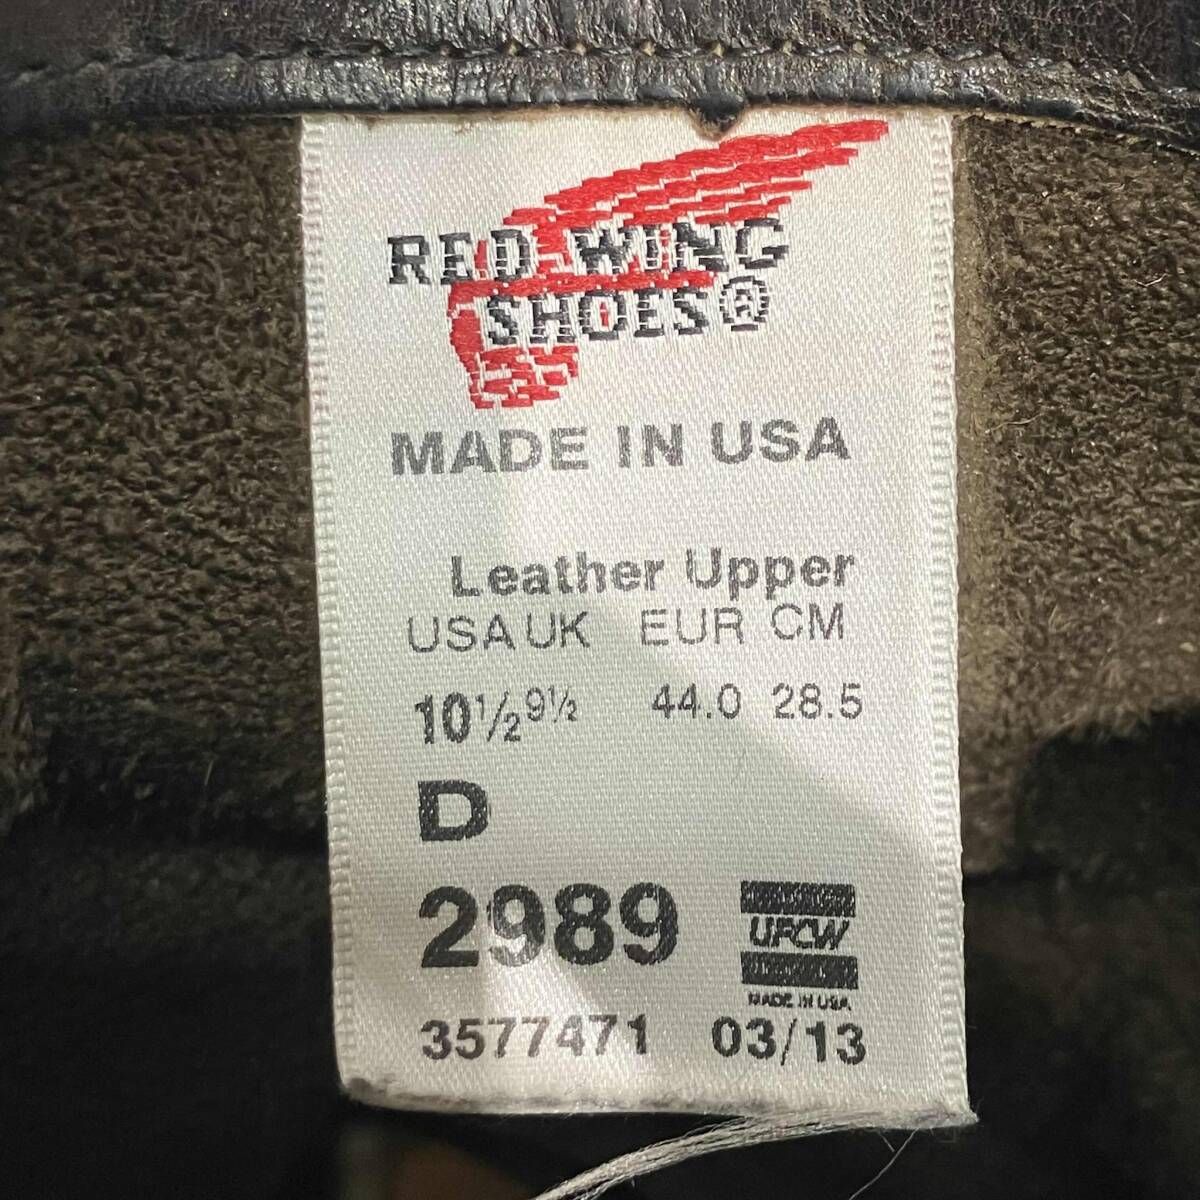 RED WING
SHOES®
MADE IN USA
Leather Upper
USA UK EUR CM
10½ 9½ 44.0 28.5
D
2989
UFCW
MADE IN USA
3577471 03/13